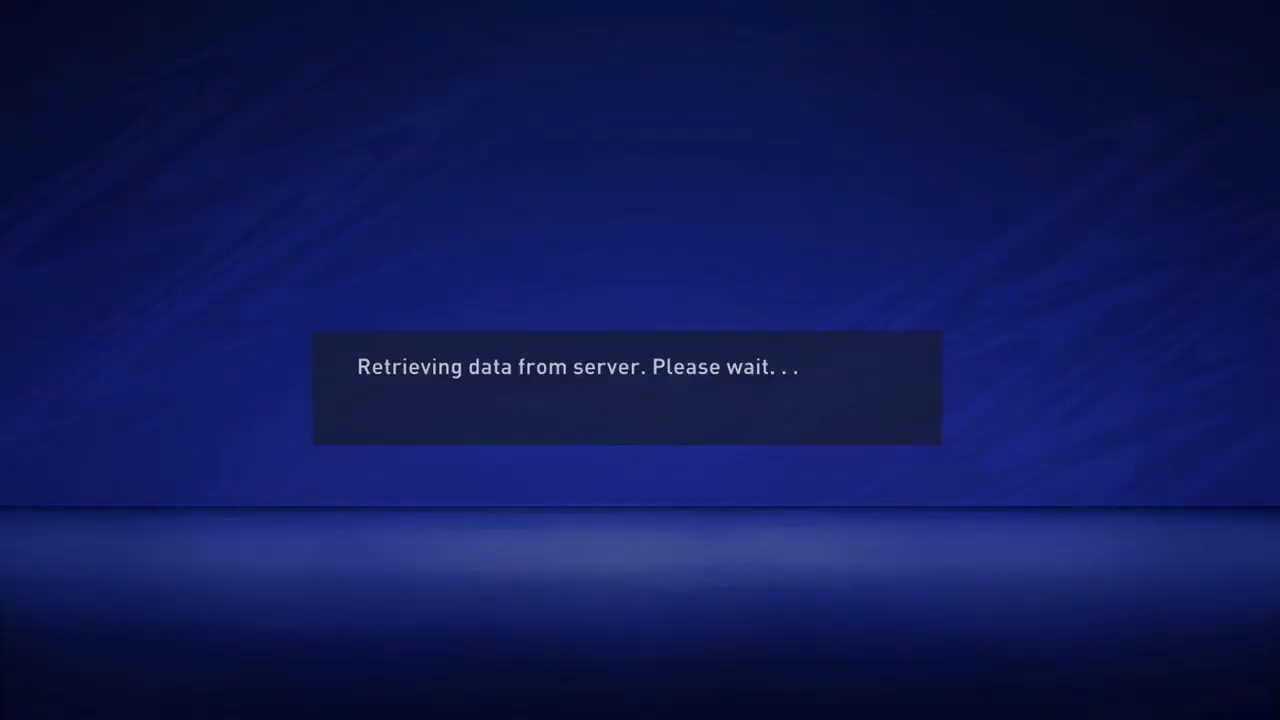 Retrieving data from server. Please wait. . .